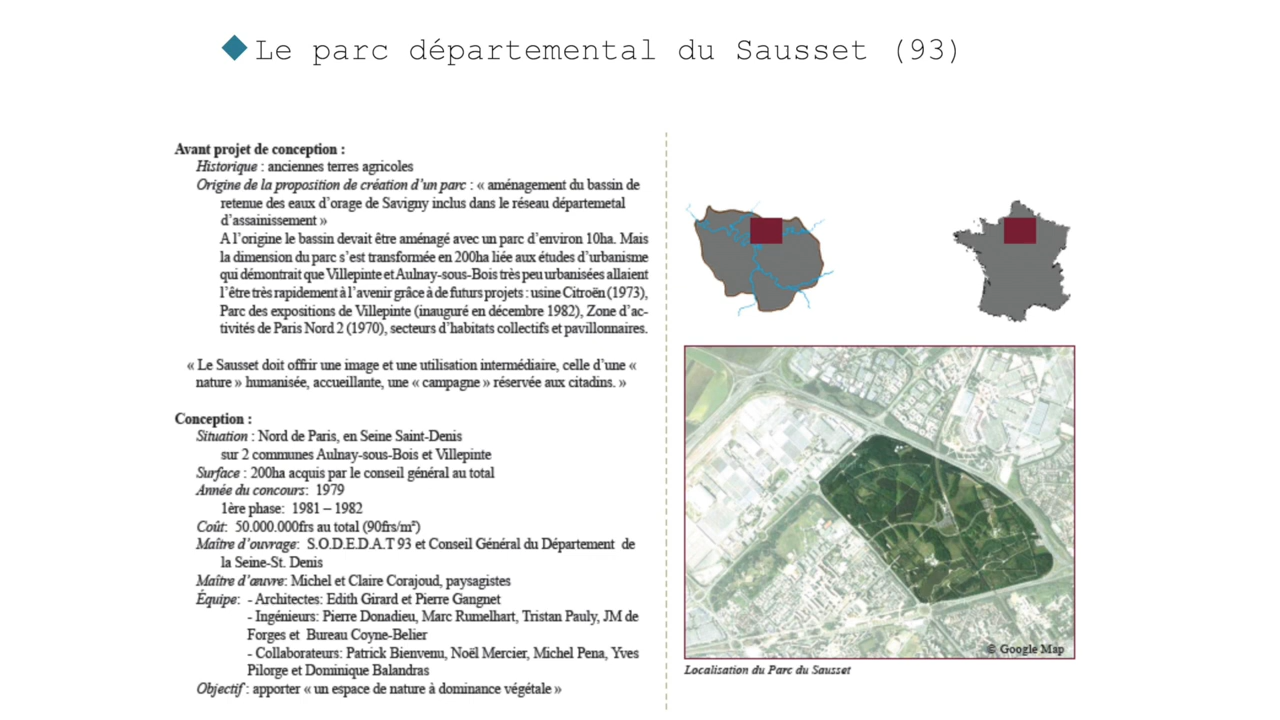 Le parc départemental du Sausset (93)
Avant projet de conception :
Historique : anciennes terres agricoles
Origine de la proposition de création d'un parc : « aménagement du bassin de
retenue des eaux d'orage de Savigny inclus dans le réseau départemetal
d'assainissement »
A l'origine le bassin devait être aménagé avec un parc d'environ 10ha. Mais
la dimension du parc s'est transformée en 200ha liée aux études d'urbanisme
qui démontrait que Villepinte et Aulnay-sous-Bois très peu urbanisées allaient
l'être très rapidement à l'avenir grâce à de futurs projets : usine Citroën (1973),
Parc des expositions de Villepinte (inauguré en décembre 1982), Zone d'ac-
tivités de Paris Nord 2 (1970), secteurs d'habitats collectifs et pavillonnaires.
« Le Sausset doit offrir une image et une utilisation intermédiaire, celle d'une «
nature » humanisée, accueillante, une « campagne » réservée aux citadins. »
Conception :
Situation : Nord de Paris, en Seine Saint-Denis
sur 2 communes Aulnay-sous-Bois et Villepinte
Surface : 200ha acquis par le conseil général au total
Année du concours: 1979
1ère phase: 1981 – 1982
Coût: 50.000.000frs au total (90frs/m²)
Maître d'ouvrage: S.O.D.E.D.A.T 93 et Conseil Général du Département de
la Seine-St. Denis
Maître d'œuvre: Michel et Claire Corajoud, paysagistes
Équipe: - Architectes: Edith Girard et Pierre Gangnet
- Ingénieurs: Pierre Donadieu, Marc Rumelhart, Tristan Pauly, JM de
Forges et Bureau Coyne-Belier
- Collaborateurs: Patrick Bienvenu, Noël Mercier, Michel Pena, Yves
Pilorge et Dominique Balandras
Objectif : apporter « un espace de nature à dominance végétale »
© Google Map
Localisation du Parc du Sausset